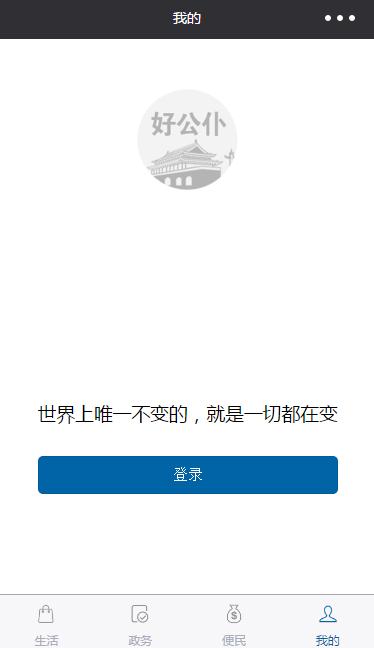 我的
好公仆
世界上唯一不变的，就是一切都在变
登录
生活
政务
便民
我的